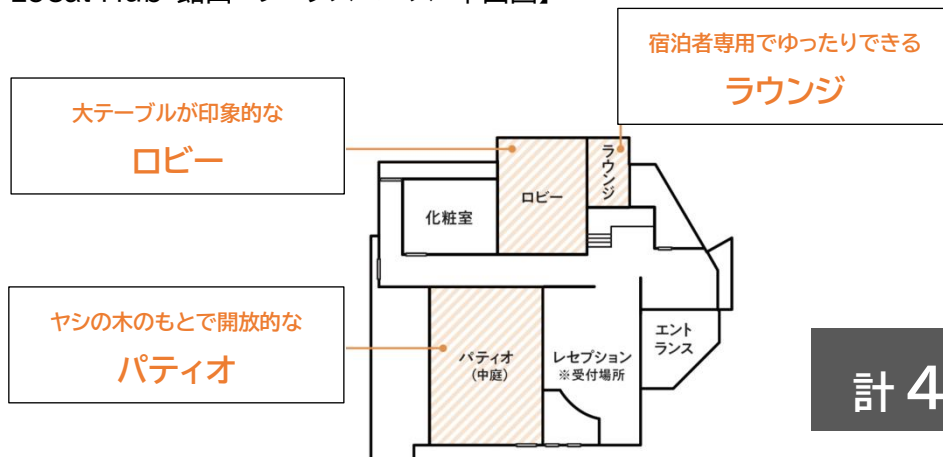 宿泊者専用でゆったりできる
ラウンジ
大テーブルが印象的な
ロビー
ラウンジ
ロビー
化粧室
ヤシの木のもとで開放的な
パティオ
パティオ
(中庭)
レセプション
※受付場所
エント
ランス
計4